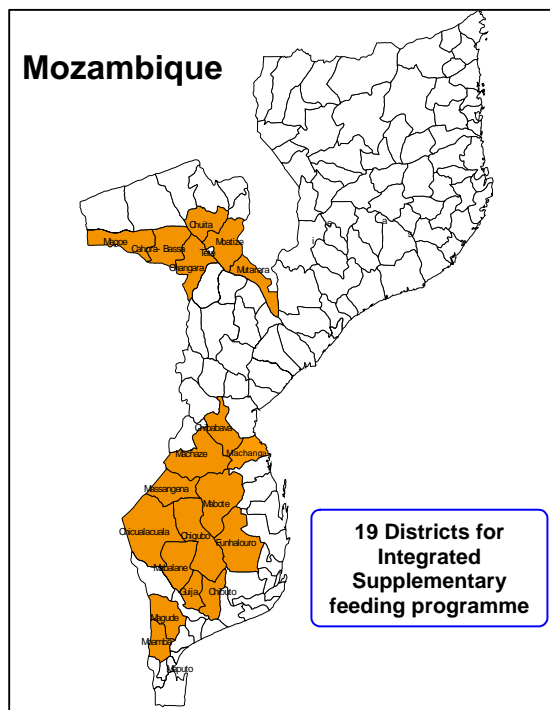 Mozambique
Chiuta
Magoe
Cahora- Bassa
Moatize
Tete
Changara
Mutarara
Chibabava
Machanga
Machaze
Massangena
Mabote
Chicualacuala
Chigubo
Funhalouro
Mabalane
Guija
Chibuto
Magude
Moamba
Maputo
19 Districts for
Integrated
Supplementary
feeding programme